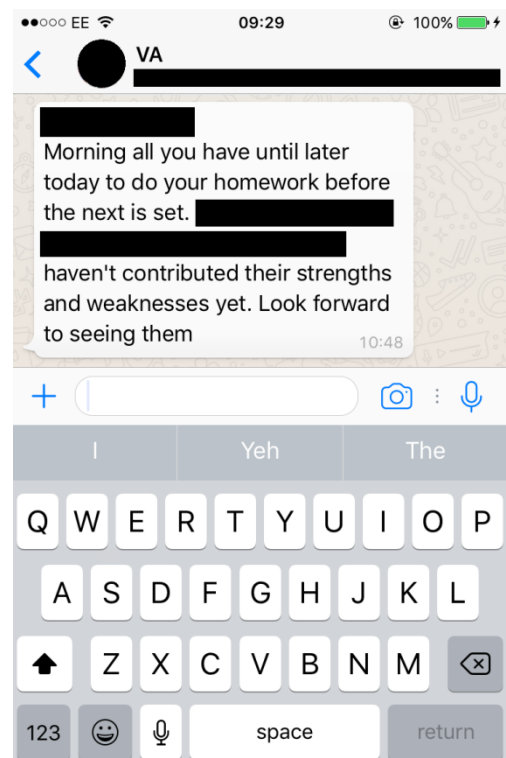 EE 09:29 100%
VA
Morning all you have until later
today to do your homework before
the next is set.
haven't contributed their strengths
and weaknesses yet. Look forward
to seeing them
10:48
I Yeh The
Q W E R T Y U I O P
A S D F G H J K L
Z X C V B N M
123 space return